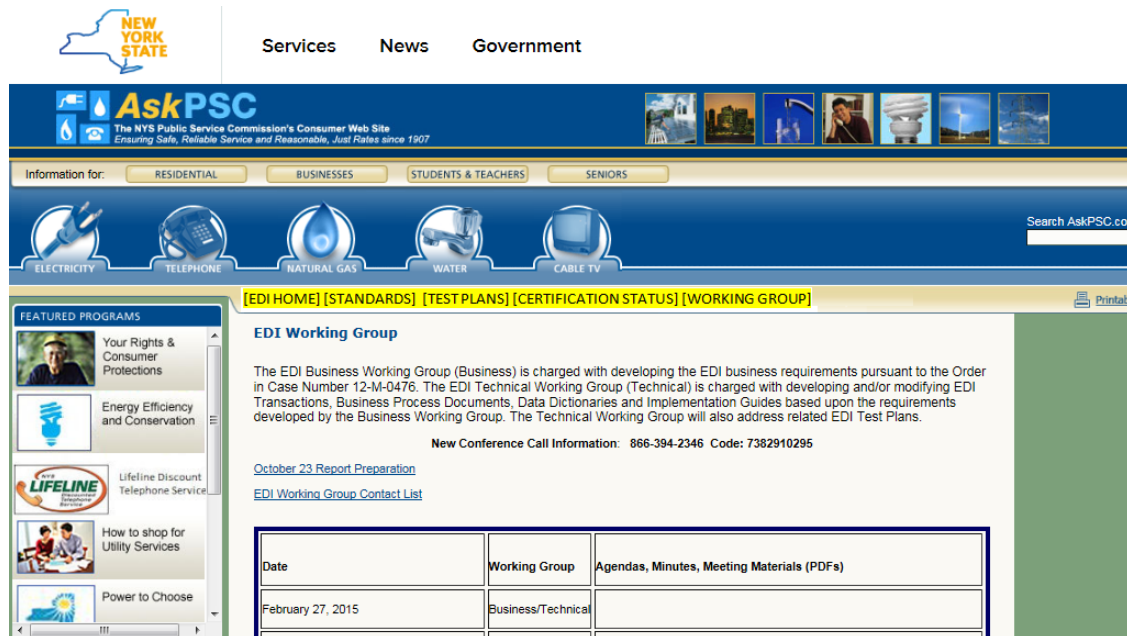 NEW
YORK
STATE
Services News Government
AskPSC
The NYS Public Service Commission's Consumer Web Site
Ensuring Safe, Reliable Service and Reasonable, Just Rates since 1907
Information for: RESIDENTIAL BUSINESSES STUDENTS & TEACHERS SENIORS
Search AskPSC.co
ELECTRICITY TELEPHONE NATURAL GAS WATER CABLE TV
[EDI HOME] [STANDARDS] [TEST PLANS] [CERTIFICATION STATUS] [WORKING GROUP]
Printab
FEATURED PROGRAMS
Your Rights &
Consumer
Protections
Energy Efficiency
and Conservation
NYS
LIFELINE
Discounted
Telephone
Service
Lifeline Discount
Telephone Service
How to shop for
Utility Services
Power to Choose
EDI Working Group
The EDI Business Working Group (Business) is charged with developing the EDI business requirements pursuant to the Order
in Case Number 12-M-0476. The EDI Technical Working Group (Technical) is charged with developing and/or modifying EDI
Transactions, Business Process Documents, Data Dictionaries and Implementation Guides based upon the requirements
developed by the Business Working Group. The Technical Working Group will also address related EDI Test Plans.
New Conference Call Information: 866-394-2346 Code: 7382910295
October 23 Report Preparation
EDI Working Group Contact List
Date Working Group Agendas, Minutes, Meeting Materials (PDFs)
February 27, 2015 Business/Technical